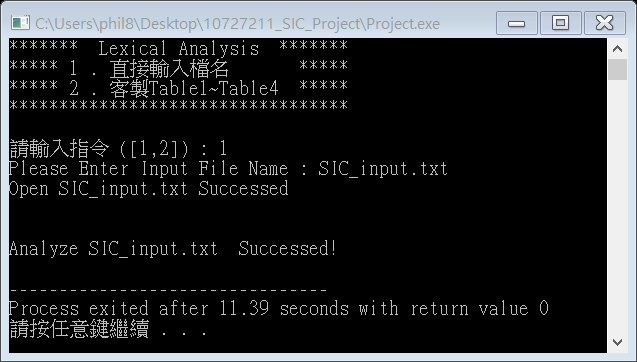 C:\Users\phil8\Desktop\10727211_SIC_Project\Project.exe
*******  Lexical Analysis  *******
***** 1 . 直接輸入檔名       *****
***** 2 . 客製Table1~Table4  *****
**********************************
請輸入指令 ([1,2]) : 1
Please Enter Input File Name : SIC_input.txt
Open SIC_input.txt Successed
Analyze SIC_input.txt  Successed!
--------------------------------
Process exited after 11.39 seconds with return value 0
請按任意鍵繼續 . . .